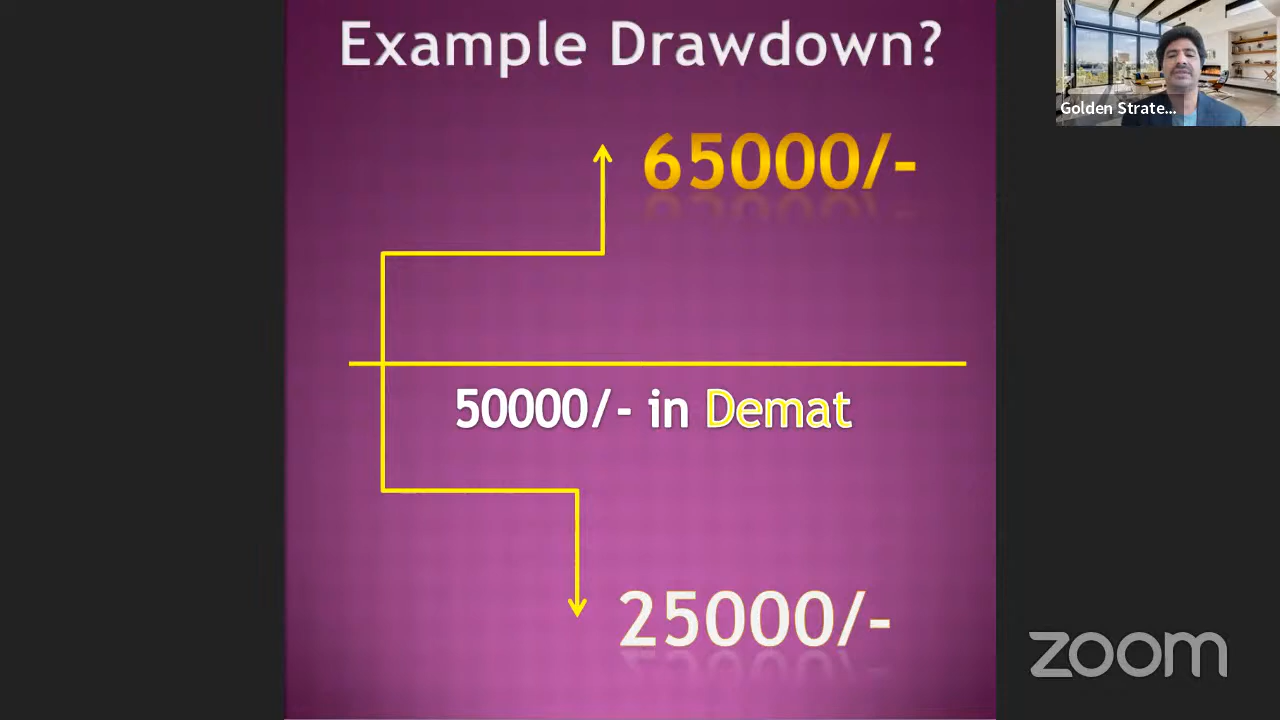 Example Drawdown?
Golden Strate...
65000/-
50000/- in Demat
25000/-
zoom